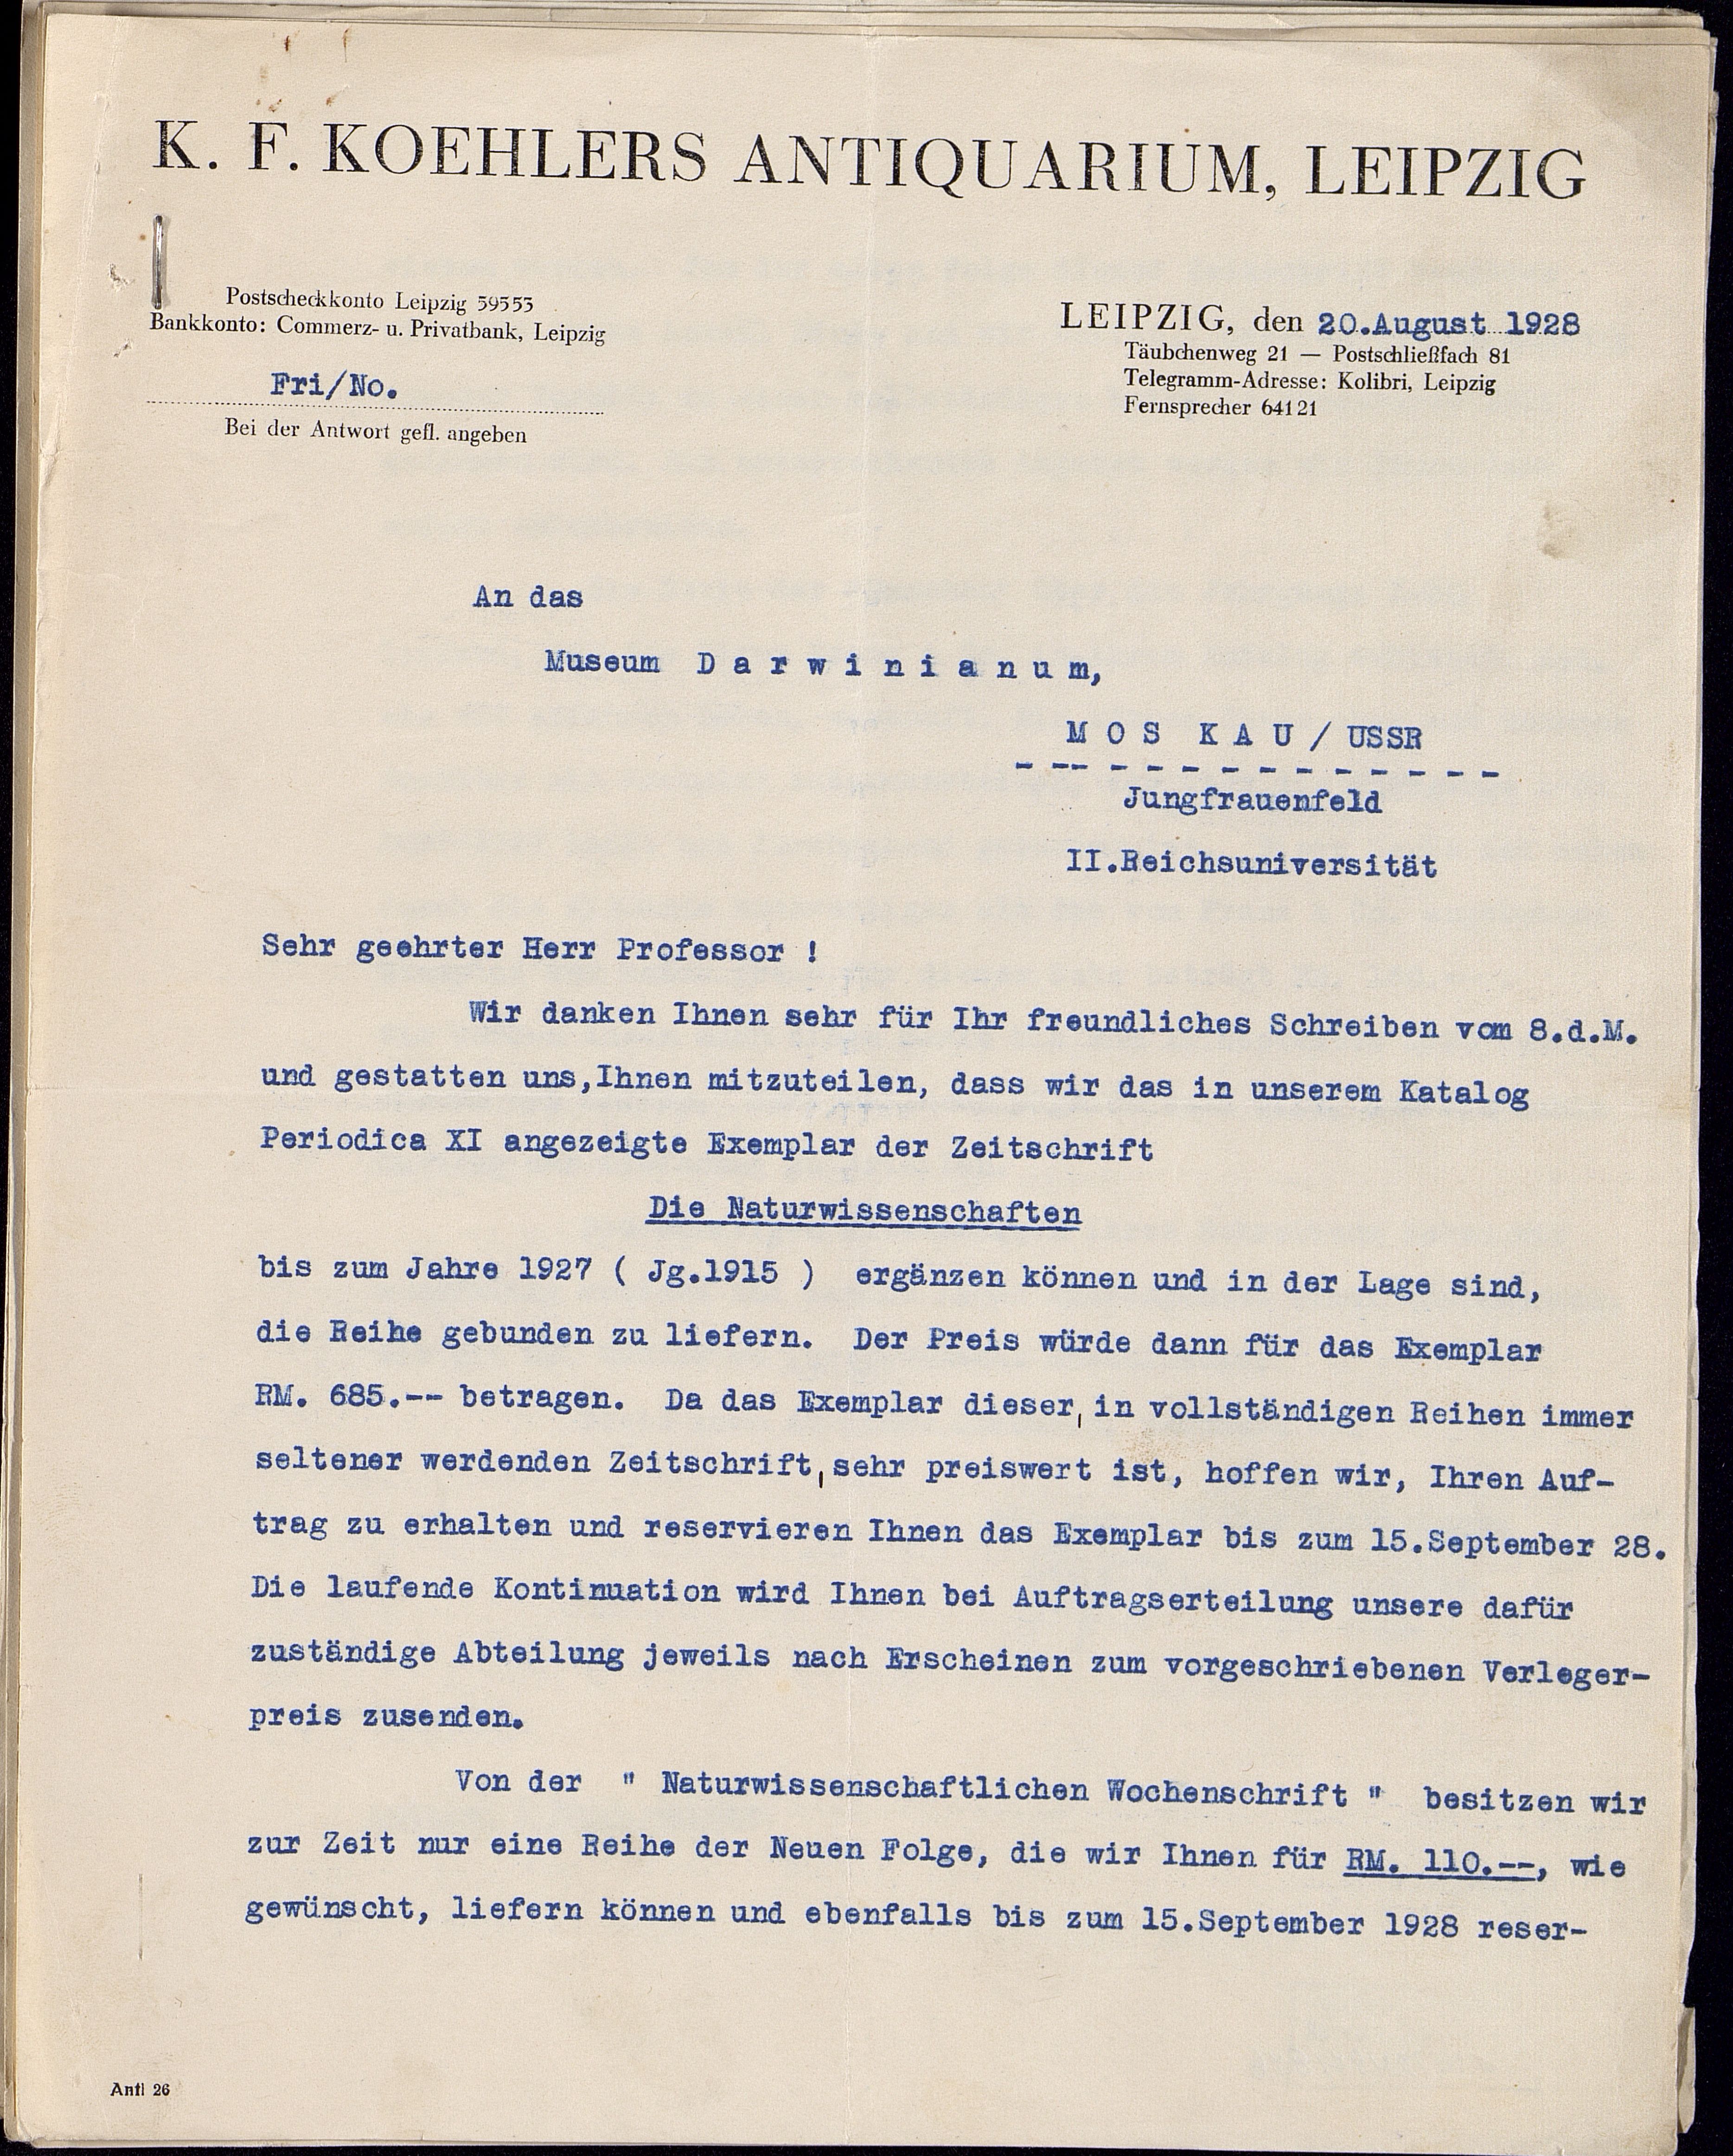 K. F. KOEHLERS ANTIQUARIUM, LEIPZIG
Postscheckkonto Leipzig 59553
Bankkonto: Commerz- u. Privatbank, Leipzig
Fri/No.
Bei der Antwort gefl. angeben
LEIPZIG, den 20.August 1928
Täubchenweg 21 — Postschließfach 81
Telegramm-Adresse: Kolibri, Leipzig
Fernsprecher 64121
An das
Museum D a r w i n i a n u m,
M O S K A U / USSR
Jungfrauenfeld
II.Reichsuniversität
Sehr geehrter Herr Professor !
Wir danken Ihnen sehr für Ihr freundliches Schreiben vom 8.d.M.
und gestatten uns,Ihnen mitzuteilen, dass wir das in unserem Katalog
Periodica XI angezeigte Exemplar der Zeitschrift
Die Naturwissenschaften
bis zum Jahre 1927 ( Jg.1915 ) ergänzen können und in der Lage sind,
die Reihe gebunden zu liefern. Der Preis würde dann für das Exemplar
RM. 685.-- betragen. Da das Exemplar dieser, in vollständigen Reihen immer
seltener werdenden Zeitschrift, sehr preiswert ist, hoffen wir, Ihren Auf-
trag zu erhalten und reservieren Ihnen das Exemplar bis zum 15.September 28.
Die laufende Kontinuation wird Ihnen bei Auftragserteilung unsere dafür
zuständige Abteilung jeweils nach Erscheinen zum vorgeschriebenen Verleger-
preis zusenden.
Von der " Naturwissenschaftlichen Wochenschrift " besitzen wir
zur Zeit nur eine Reihe der Neuen Folge, die wir Ihnen für RM. 110.--, wie
gewünscht, liefern können und ebenfalls bis zum 15.September 1928 reser-
Antl 26